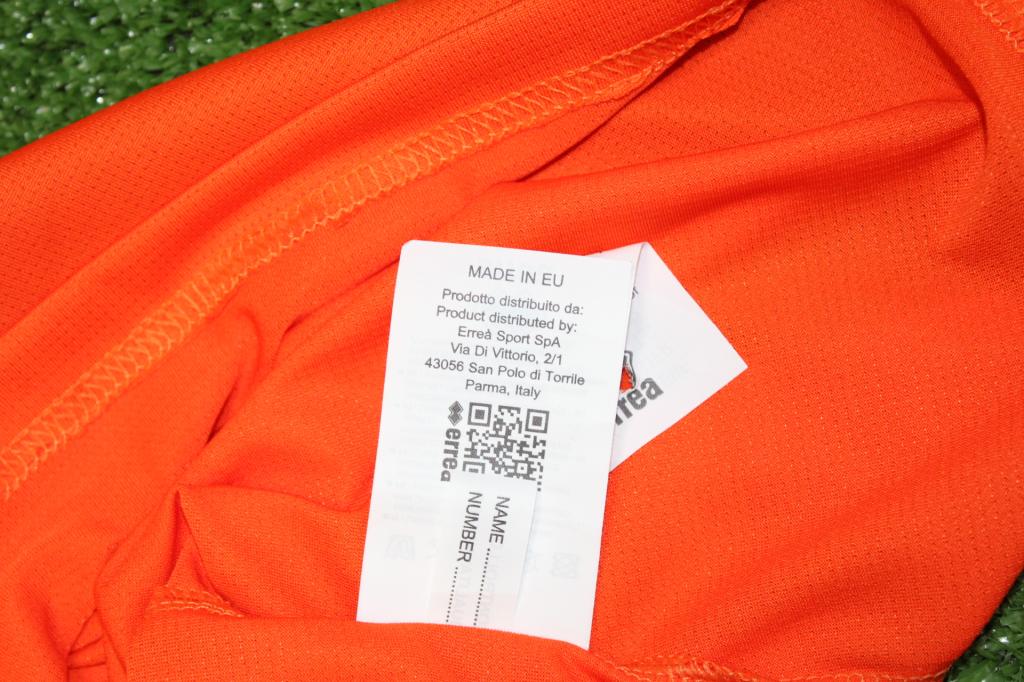 MADE IN EU
Prodotto distribuito da:
Product distributed by:
Erreà Sport SpA
Via Di Vittorio, 2/1
43056 San Polo di Torrile
Parma, Italy
errea
NAME ..........
NUMBER ..........